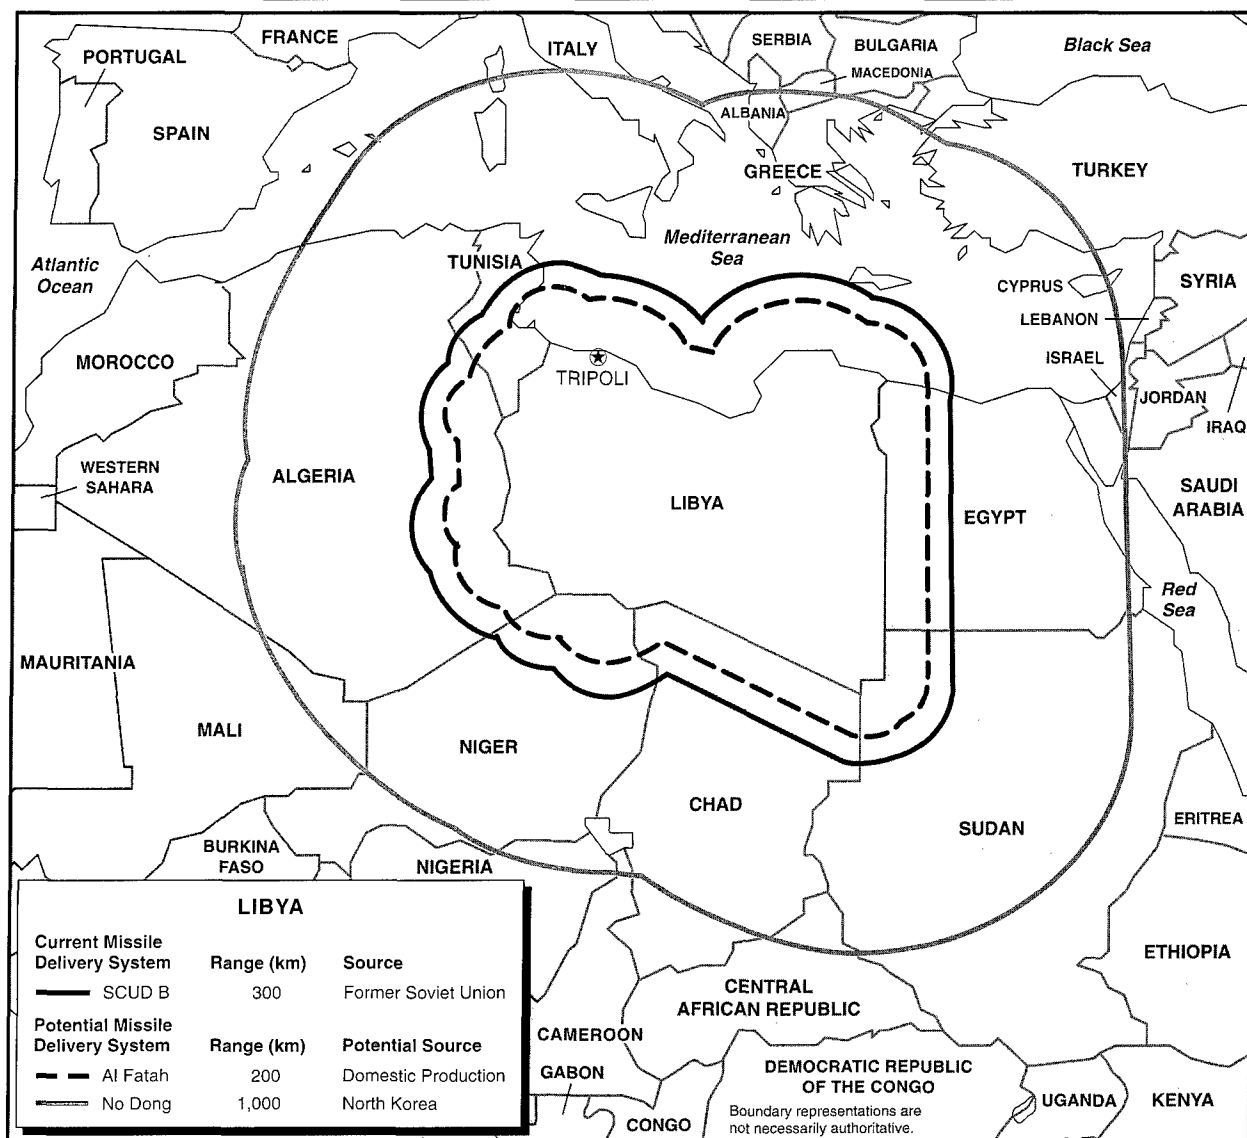 FRANCE
ITALY
SERBIA
BULGARIA
Black Sea
PORTUGAL
MACEDONIA
SPAIN
ALBANIA
GREECE
TURKEY
Mediterranean
Sea
Atlantic
Ocean
TUNISIA
CYPRUS
SYRIA
LEBANON
MOROCCO
TRIPOLI
ISRAEL
JORDAN
IRAQ
WESTERN
SAHARA
ALGERIA
LIBYA
EGYPT
SAUDI
ARABIA
Red
Sea
MAURITANIA
MALI
NIGER
CHAD
SUDAN
ERITREA
BURKINA
FASO
NIGERIA
ETHIOPIA
CENTRAL
AFRICAN REPUBLIC
CAMEROON
GABON
CONGO
DEMOCRATIC REPUBLIC
OF THE CONGO
UGANDA
KENYA
Boundary representations are
not necessarily authoritative.
LIBYA
Current Missile
Delivery System Range (km) Source
SCUD B 300 Former Soviet Union
Potential Missile
Delivery System Range (km) Potential Source
Al Fatah 200 Domestic Production
No Dong 1,000 North Korea